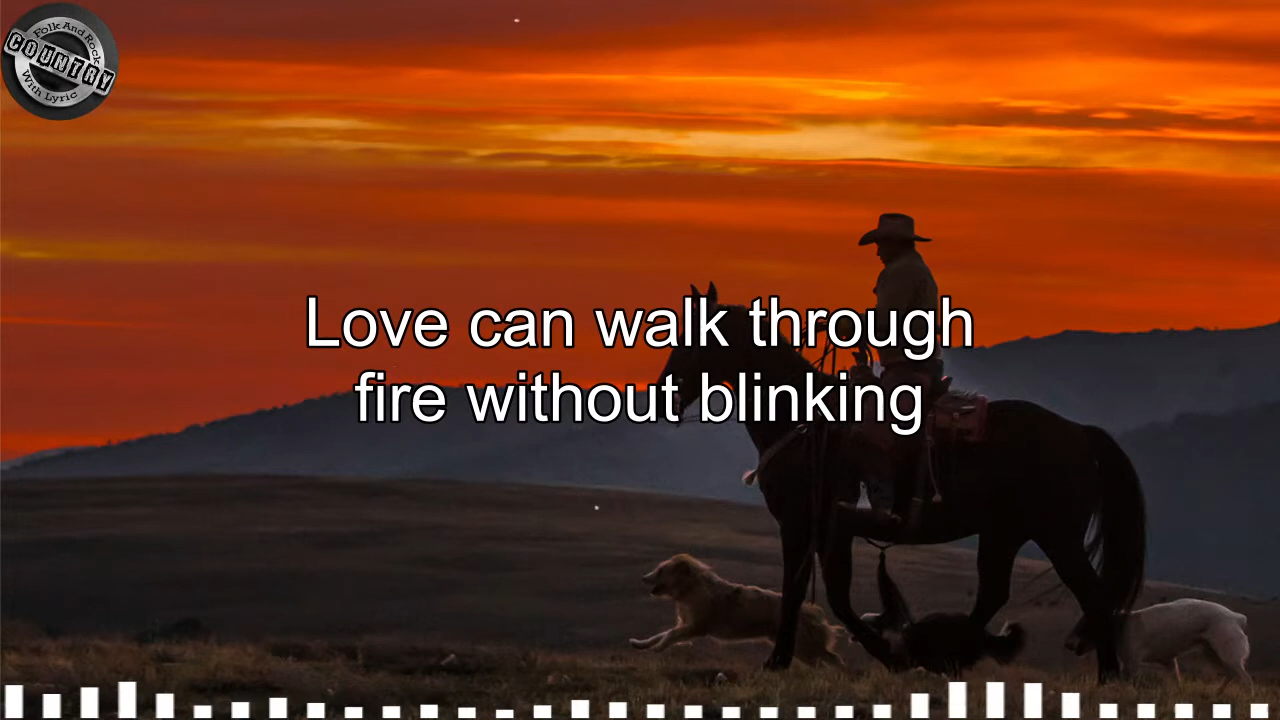 Folk And Rock
COUNTRY
With Lyric
Love can walk through
fire without blinking